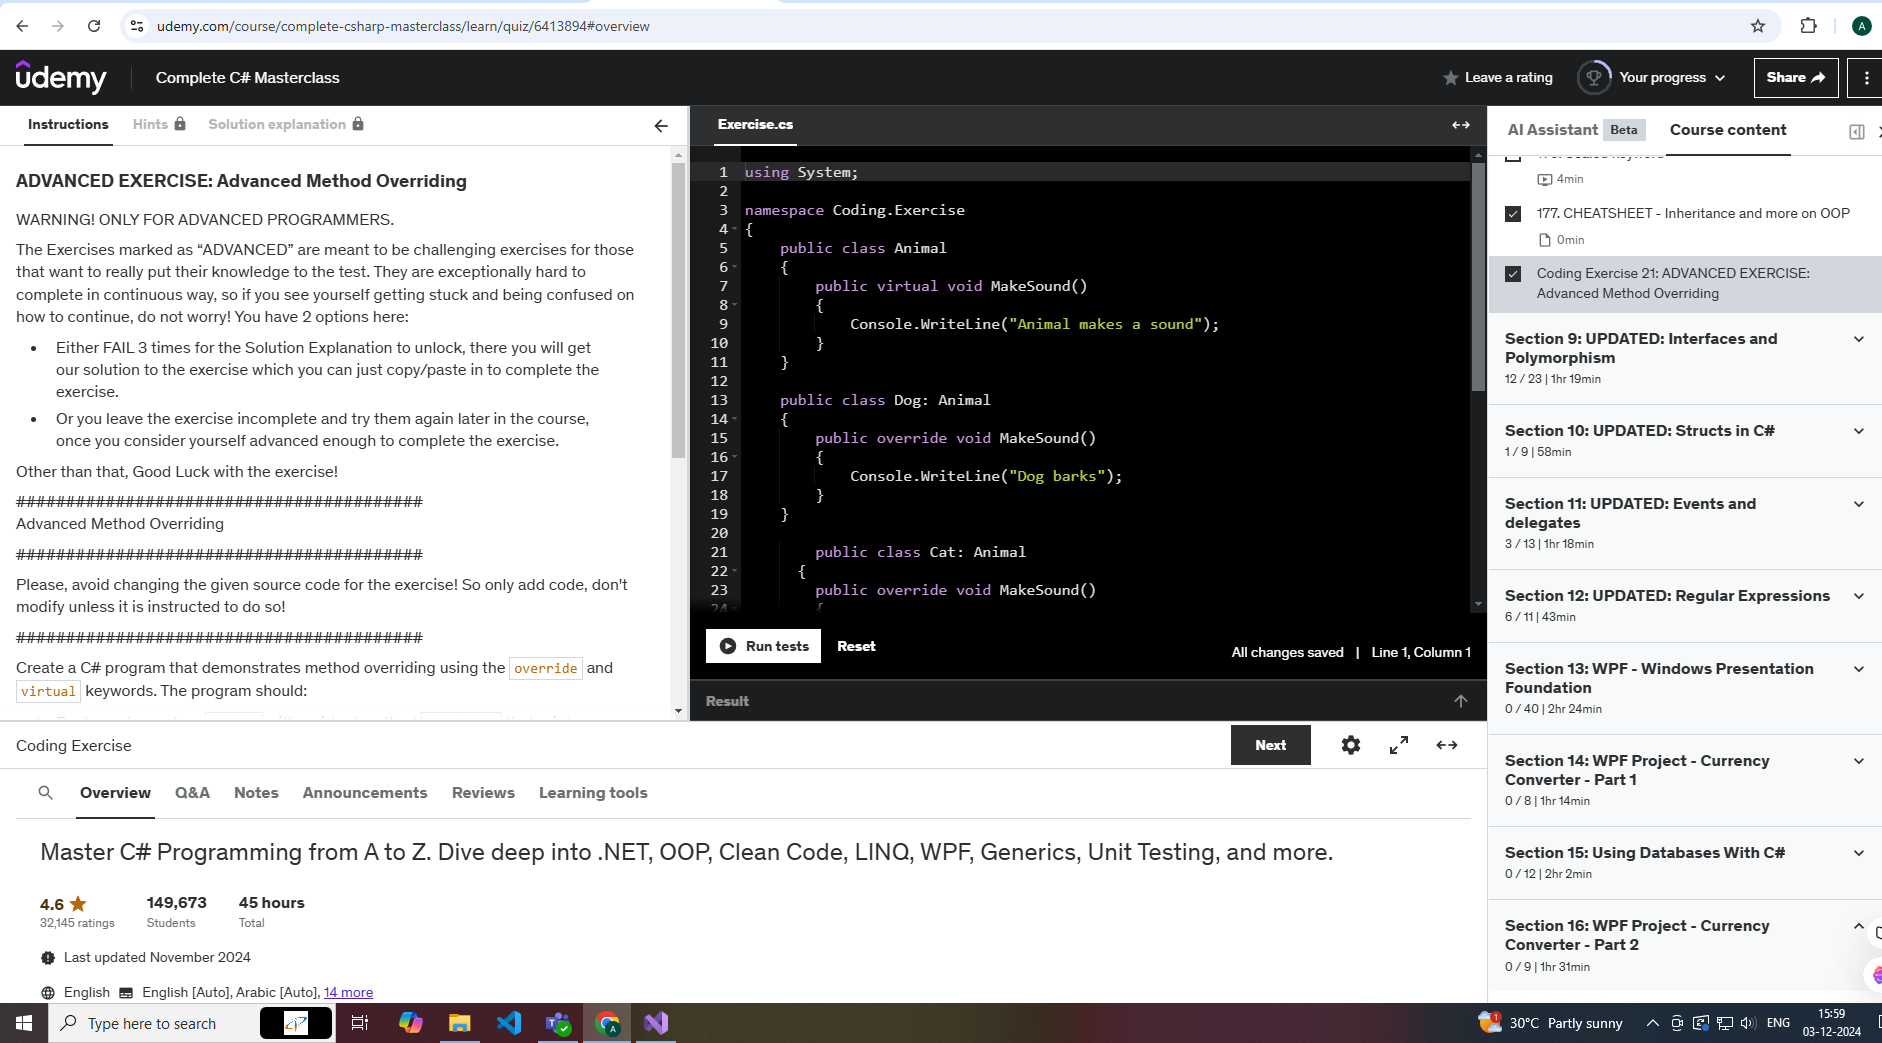 udemy.com/course/complete-csharp-masterclass/learn/quiz/6413894#overview
A
udemy
Complete C# Masterclass
Leave a rating
Your progress
Share
Instructions
Hints
Solution explanation
ADVANCED EXERCISE: Advanced Method Overriding
WARNING! ONLY FOR ADVANCED PROGRAMMERS.
The Exercises marked as “ADVANCED” are meant to be challenging exercises for those
that want to really put their knowledge to the test. They are exceptionally hard to
complete in continuous way, so if you see yourself getting stuck and being confused on
how to continue, do not worry! You have 2 options here:
• Either FAIL 3 times for the Solution Explanation to unlock, there you will get
our solution to the exercise which you can just copy/paste in to complete the
exercise.
• Or you leave the exercise incomplete and try them again later in the course,
once you consider yourself advanced enough to complete the exercise.
Other than that, Good Luck with the exercise!
#########################################
Advanced Method Overriding
#########################################
Please, avoid changing the given source code for the exercise! So only add code, don't
modify unless it is instructed to do so!
#########################################
Create a C# program that demonstrates method overriding using the override and
virtual keywords. The program should:
Exercise.cs
1 using System;
2
3 namespace Coding.Exercise
4 {
5 public class Animal
6 {
7 public virtual void MakeSound()
8 {
9 Console.WriteLine("Animal makes a sound");
10 }
11 }
12
13 public class Dog: Animal
14 {
15 public override void MakeSound()
16 {
17 Console.WriteLine("Dog barks");
18 }
19 }
20
21 public class Cat: Animal
22 {
23 public override void MakeSound()
24 {
Run tests
Reset
All changes saved | Line 1, Column 1
Result
AI Assistant Beta
Course content
4min
177. CHEATSHEET - Inheritance and more on OOP
0min
Coding Exercise 21: ADVANCED EXERCISE:
Advanced Method Overriding
Section 9: UPDATED: Interfaces and
Polymorphism
12 / 23 | 1hr 19min
Section 10: UPDATED: Structs in C#
1 / 9 | 58min
Section 11: UPDATED: Events and
delegates
3 / 13 | 1hr 18min
Section 12: UPDATED: Regular Expressions
6 / 11 | 43min
Section 13: WPF - Windows Presentation
Foundation
0 / 40 | 2hr 24min
Section 14: WPF Project - Currency
Converter - Part 1
0 / 8 | 1hr 14min
Section 15: Using Databases With C#
0 / 12 | 2hr 2min
Section 16: WPF Project - Currency
Converter - Part 2
0 / 9 | 1hr 31min
Coding Exercise
Next
Overview
Q&A
Notes
Announcements
Reviews
Learning tools
Master C# Programming from A to Z. Dive deep into .NET, OOP, Clean Code, LINQ, WPF, Generics, Unit Testing, and more.
4.6
32,145 ratings
149,673
Students
45 hours
Total
Last updated November 2024
English
English [Auto], Arabic [Auto], 14 more
Type here to search
1
30°C Partly sunny
ENG
15:59
03-12-2024